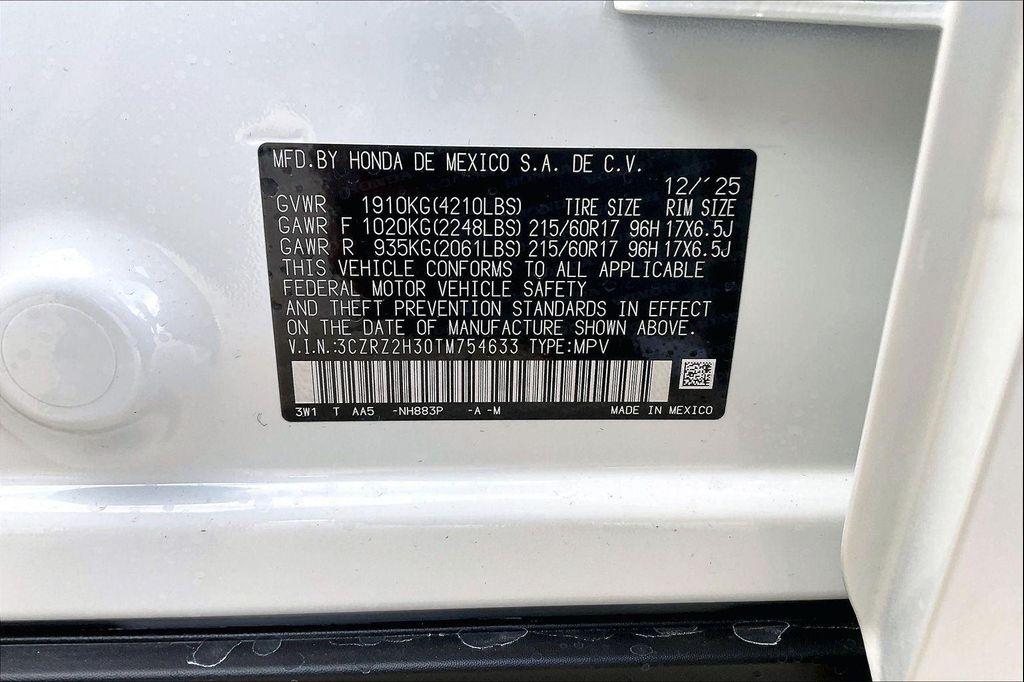 MFD.BY HONDA DE MEXICO S.A. DE C.V.
12/'25
GVWR 1910KG(4210LBS) TIRE SIZE RIM SIZE
GAWR F 1020KG(2248LBS) 215/60R17 96H 17X6.5J
GAWR R 935KG(2061LBS) 215/60R17 96H 17X6.5J
THIS VEHICLE CONFORMS TO ALL APPLICABLE
FEDERAL MOTOR VEHICLE SAFETY
AND THEFT PREVENTION STANDARDS IN EFFECT
ON THE DATE OF MANUFACTURE SHOWN ABOVE.
V.I.N.:3CZRZ2H30TM754633 TYPE:MPV
3W1 T AA5 -NH883P -A -M MADE IN MEXICO